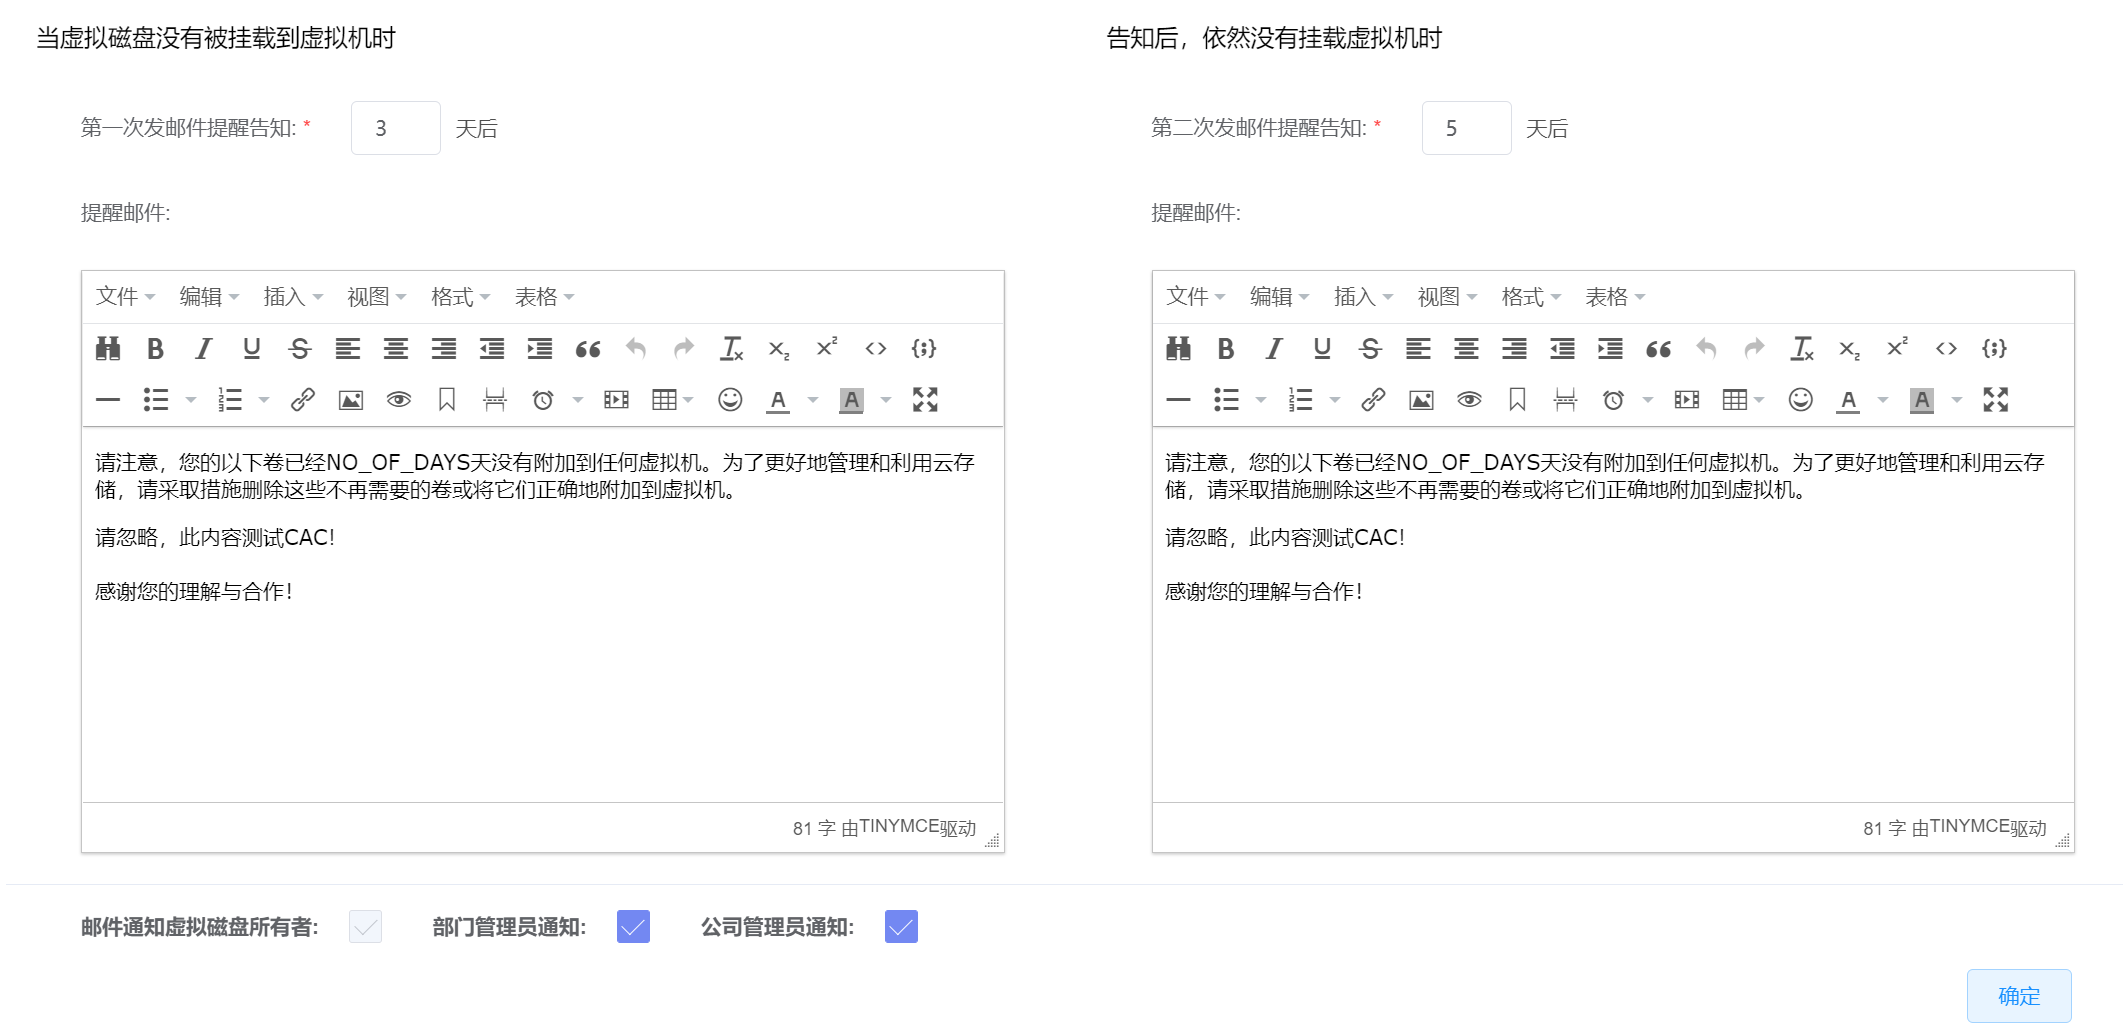 当虚拟磁盘没有被挂载到虚拟机时
第一次发邮件提醒告知: * 3 天后
提醒邮件:
文件 编辑 插入 视图 格式 表格
请注意，您的以下卷已经NO_OF_DAYS天没有附加到任何虚拟机。为了更好地管理和利用云存
储，请采取措施删除这些不再需要的卷或将它们正确地附加到虚拟机。
请忽略，此内容测试CAC！
感谢您的理解与合作！
81 字 由TINYMCE驱动
告知后，依然没有挂载虚拟机时
第二次发邮件提醒告知: * 5 天后
提醒邮件:
文件 编辑 插入 视图 格式 表格
请注意，您的以下卷已经NO_OF_DAYS天没有附加到任何虚拟机。为了更好地管理和利用云存
储，请采取措施删除这些不再需要的卷或将它们正确地附加到虚拟机。
请忽略，此内容测试CAC！
感谢您的理解与合作！
81 字 由TINYMCE驱动
邮件通知虚拟磁盘所有者: 部门管理员通知: 公司管理员通知:
确定